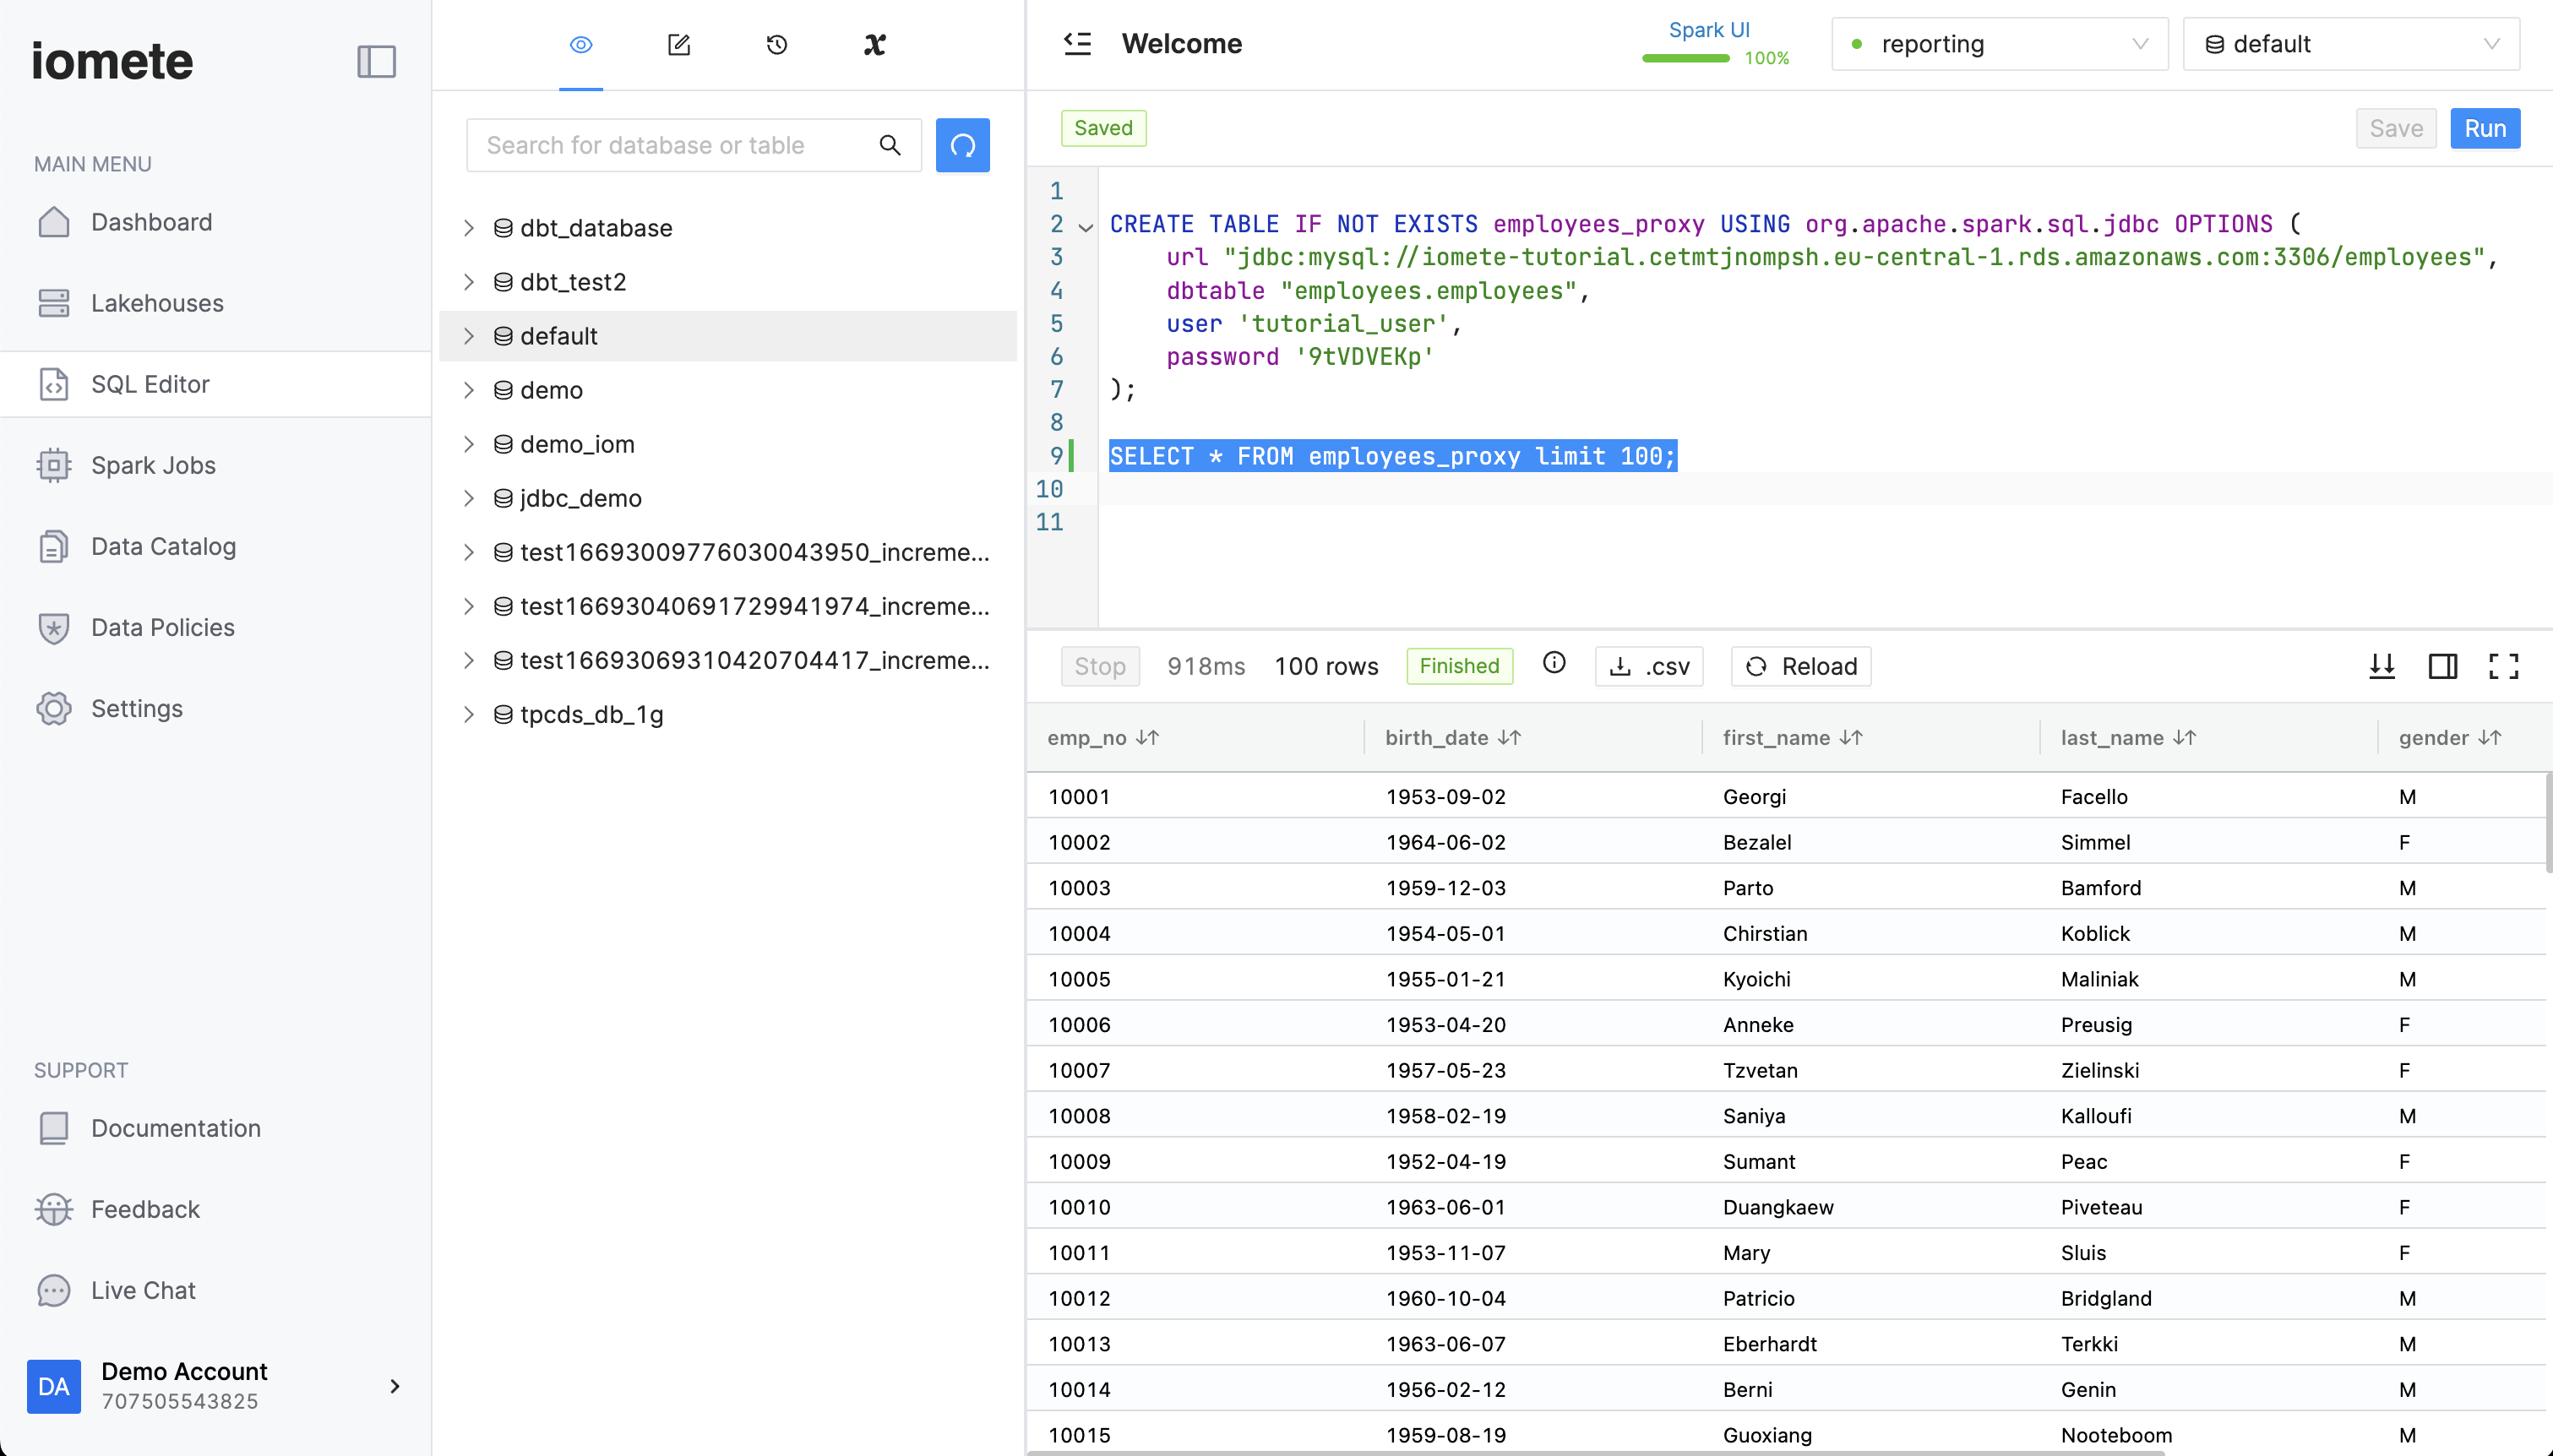 iomete
MAIN MENU
Dashboard
Lakehouses
SQL Editor
Spark Jobs
Data Catalog
Data Policies
Settings
SUPPORT
Documentation
Feedback
Live Chat
DA
Demo Account
707505543825
Search for database or table
dbt_database
dbt_test2
default
demo
demo_iom
jdbc_demo
test16693009776030043950_increme...
test16693040691729941974_increme...
test16693069310420704417_increme...
tpcds_db_1g
Welcome
Spark UI
100%
reporting
default
Saved
Save
Run
1
2 CREATE TABLE IF NOT EXISTS employees_proxy USING org.apache.spark.sql.jdbc OPTIONS (
3 url "jdbc:mysql://iomete-tutorial.cetmtjnompsh.eu-central-1.rds.amazonaws.com:3306/employees",
4 dbtable "employees.employees",
5 user 'tutorial_user',
6 password '9tVDVEKp'
7 );
8
9 SELECT * FROM employees_proxy limit 100;
10
11
Stop 918ms 100 rows Finished .csv Reload
emp_no birth_date first_name last_name gender
10001 1953-09-02 Georgi Facello M
10002 1964-06-02 Bezalel Simmel F
10003 1959-12-03 Parto Bamford M
10004 1954-05-01 Chirstian Koblick M
10005 1955-01-21 Kyoichi Maliniak M
10006 1953-04-20 Anneke Preusig F
10007 1957-05-23 Tzvetan Zielinski F
10008 1958-02-19 Saniya Kalloufi M
10009 1952-04-19 Sumant Peac F
10010 1963-06-01 Duangkaew Piveteau F
10011 1953-11-07 Mary Sluis F
10012 1960-10-04 Patricio Bridgland M
10013 1963-06-07 Eberhardt Terkki M
10014 1956-02-12 Berni Genin M
10015 1959-08-19 Guoxiang Nooteboom M